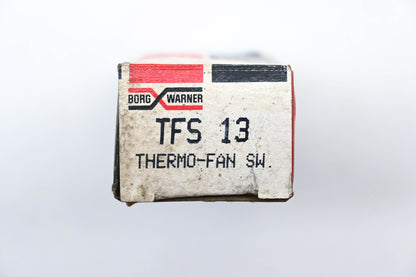 BORG WARNER
TFS 13
THERMO-FAN SW.